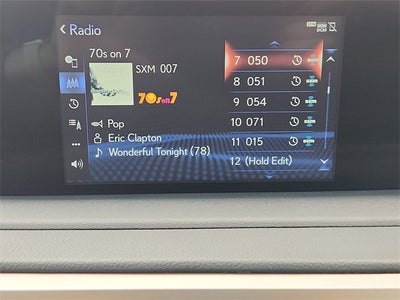 Radio
DCM
70s on 7
SXM 007
70s on 7
Pop
Eric Clapton
Wonderful Tonight (78)
7 050
8 051
9 054
10 071
11 015
12 (Hold Edit)